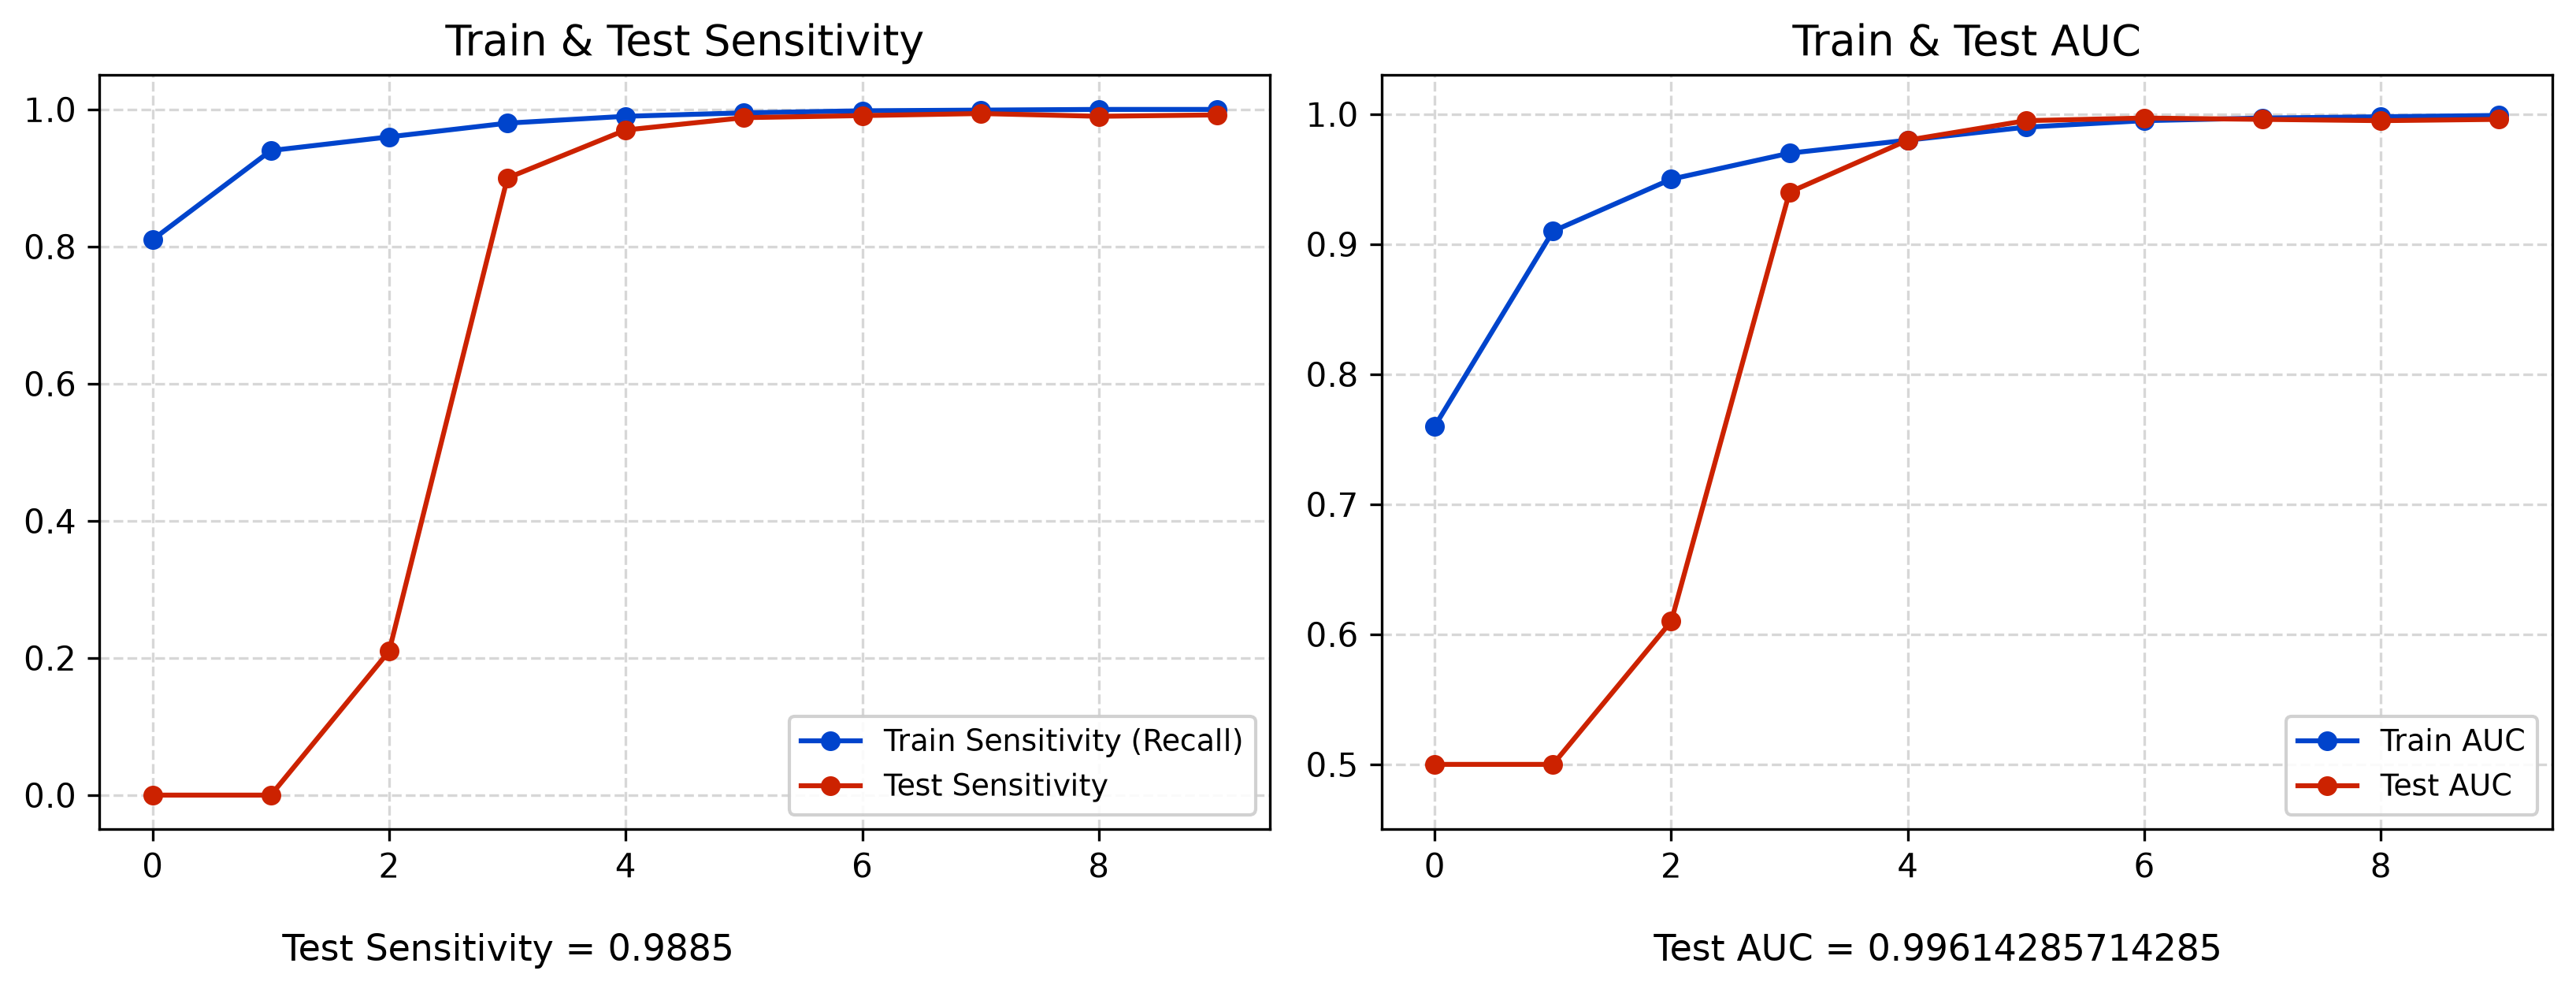 Train & Test Sensitivity
1.0
0.8
0.6
0.4
0.2
0.0
0 2 4 6 8
Train Sensitivity (Recall)
Test Sensitivity
Test Sensitivity = 0.9885
Train & Test AUC
1.0
0.9
0.8
0.7
0.6
0.5
0 2 4 6 8
Train AUC
Test AUC
Test AUC = 0.99614285714285